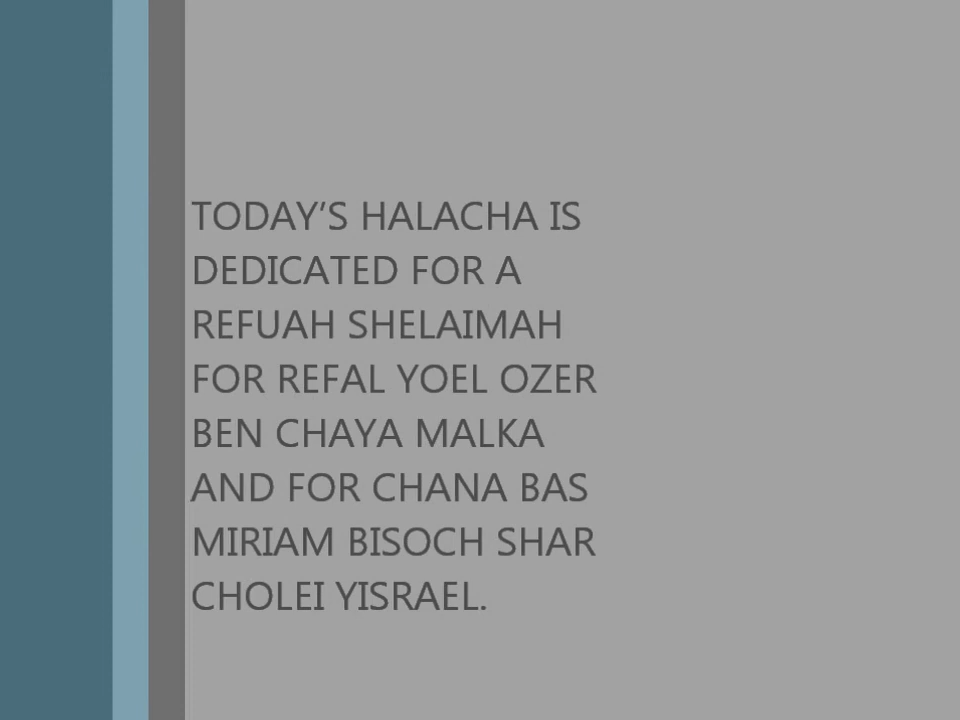 TODAY’S HALACHA IS
DEDICATED FOR A
REFUAH SHELAIMAH
FOR REFAL YOEL OZER
BEN CHAYA MALKA
AND FOR CHANA BAS
MIRIAM BISOCH SHAR
CHOLEI YISRAEL.